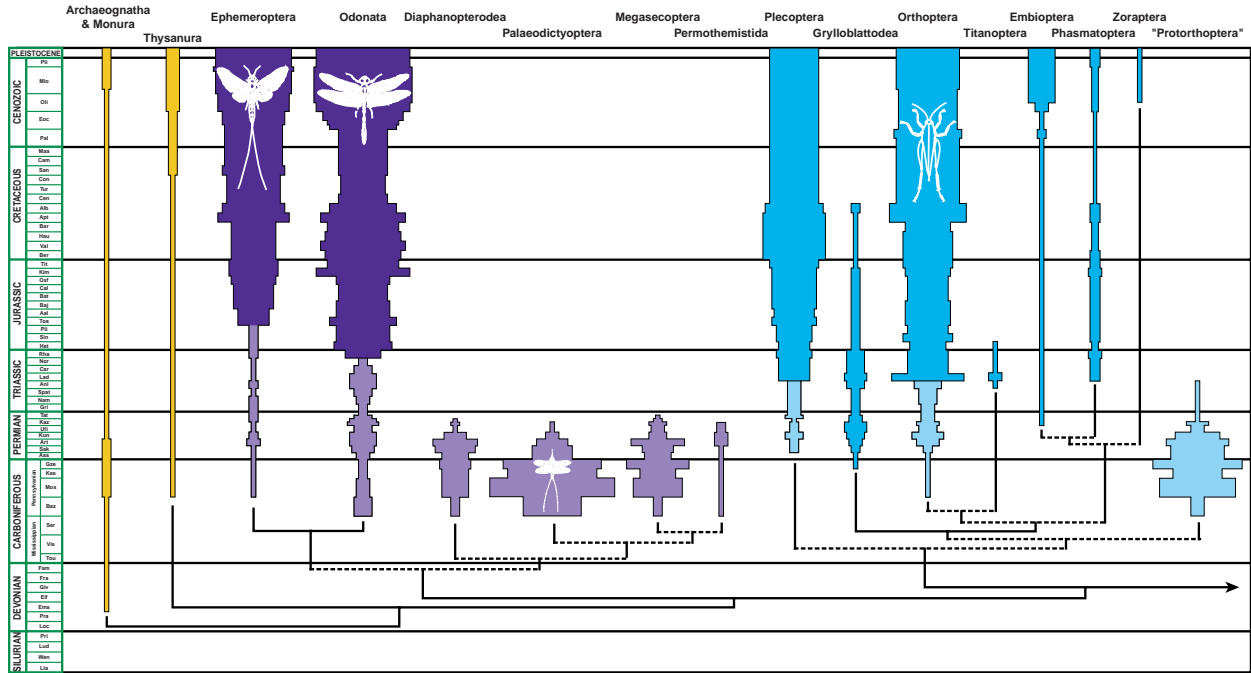 Archaeognatha
& Monura
Thysanura
Ephemeroptera
Odonata
Diaphanopterodea
Palaeodictyoptera
Megasecoptera
Permothemistida
Plecoptera
Grylloblattodea
Orthoptera
Titanoptera
Embioptera
Phasmatoptera
Zoraptera
"Protorthoptera"
PLEISTOCENE
CENOZOIC
Pli
Mio
Oli
Eoc
Pal
CRETACEOUS
Maa
Cam
San
Con
Tur
Cen
Alb
Apt
Bar
Hau
Val
Ber
JURASSIC
Tit
Kim
Oxf
Cal
Bat
Baj
Aal
Toa
Pli
Sin
Het
TRIASSIC
Rha
Nor
Car
Lad
Ani
Spat
Nam
Gri
PERMIAN
Tat
Kaz
Ufi
Kun
Art
Sak
Ass
CARBONIFEROUS
Pennsylvanian
Gze
Kas
Mos
Baz
Mississippian
Ser
Vis
Tou
DEVONIAN
Fam
Fra
Giv
Eif
Ems
Pra
Loc
SILURIAN
Pri
Lud
Wen
Lla